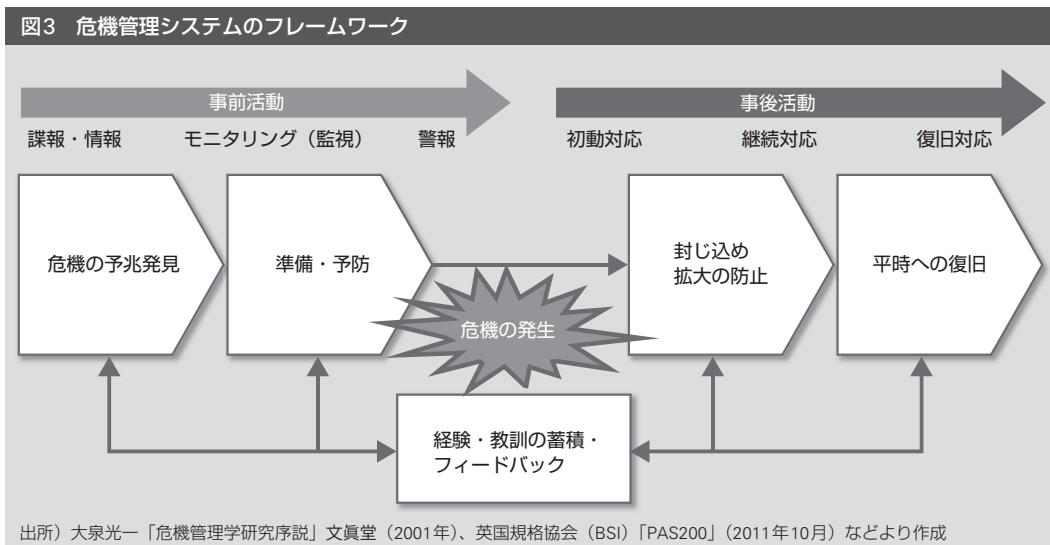 図3　危機管理システムのフレームワーク
事前活動
事後活動
諜報・情報
モニタリング（監視）
警報
初動対応
継続対応
復旧対応
危機の予兆発見
準備・予防
封じ込め
拡大の防止
平時への復旧
危機の発生
経験・教訓の蓄積・
フィードバック
出所）大泉光一「危機管理学研究序説」文眞堂（2001年）、英国規格協会（BSI）「PAS200」（2011年10月）などより作成